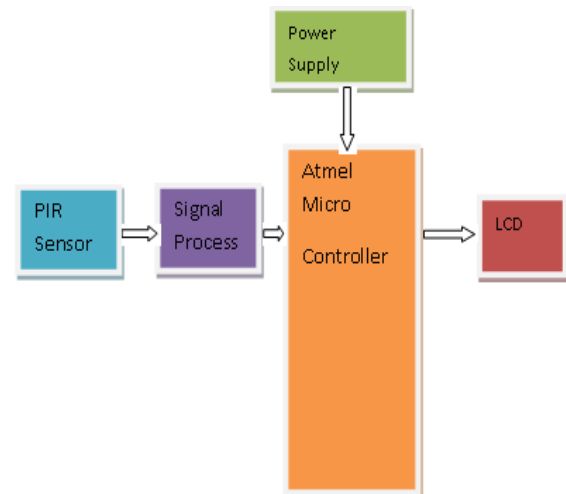 Power
Supply
Atmel
Micro
Controller
PIR
Sensor
Signal
Process
LCD